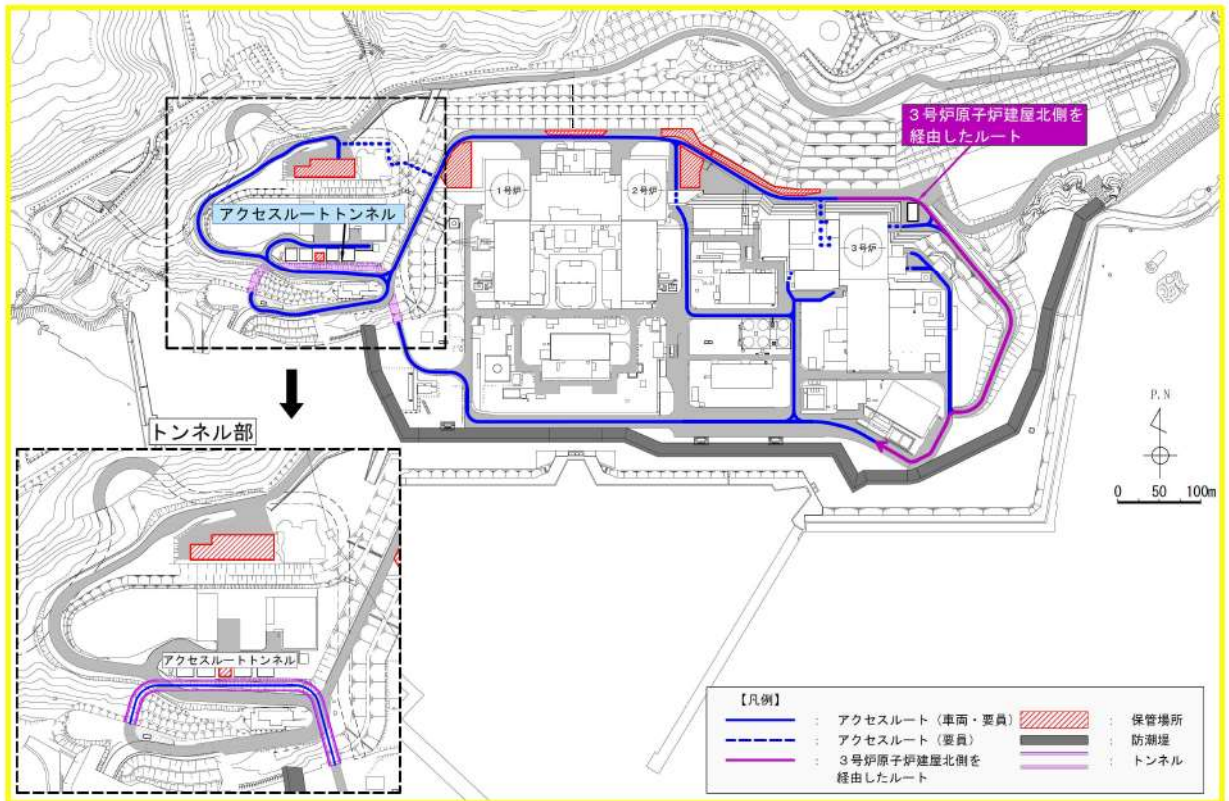 3号炉原子炉建屋北側を
経由したルート
アクセスルートトンネル
1号炉
2号炉
3号炉
トンネル部
P.N
0 50 100m
アクセスルートトンネル
【凡例】
: アクセスルート（車両・要員）
: 保管場所
: アクセスルート（要員）
: 防潮堤
: 3号炉原子炉建屋北側を
経由したルート
: トンネル